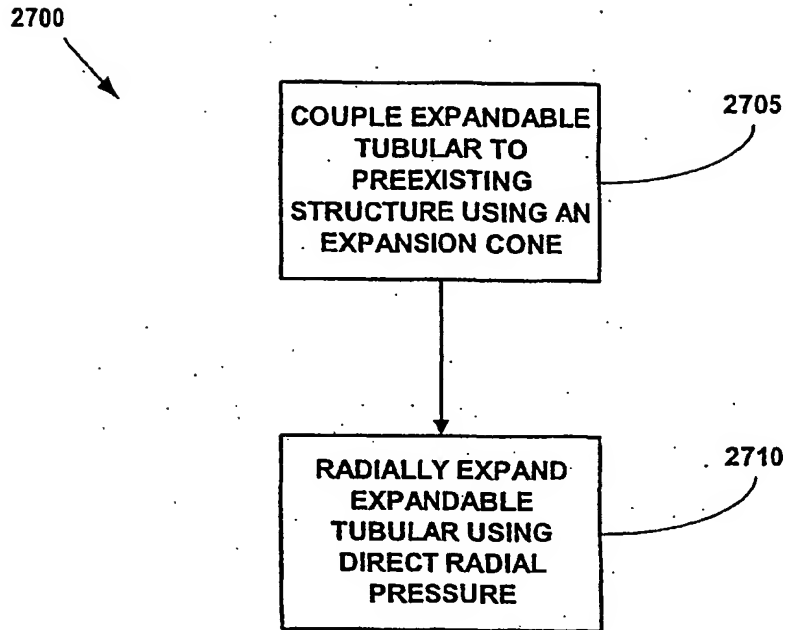 2700
COUPLE EXPANDABLE
TUBULAR TO
PREEXISTING
STRUCTURE USING AN
EXPANSION CONE
2705
RADIALLY EXPAND
EXPANDABLE
TUBULAR USING
DIRECT RADIAL
PRESSURE
2710